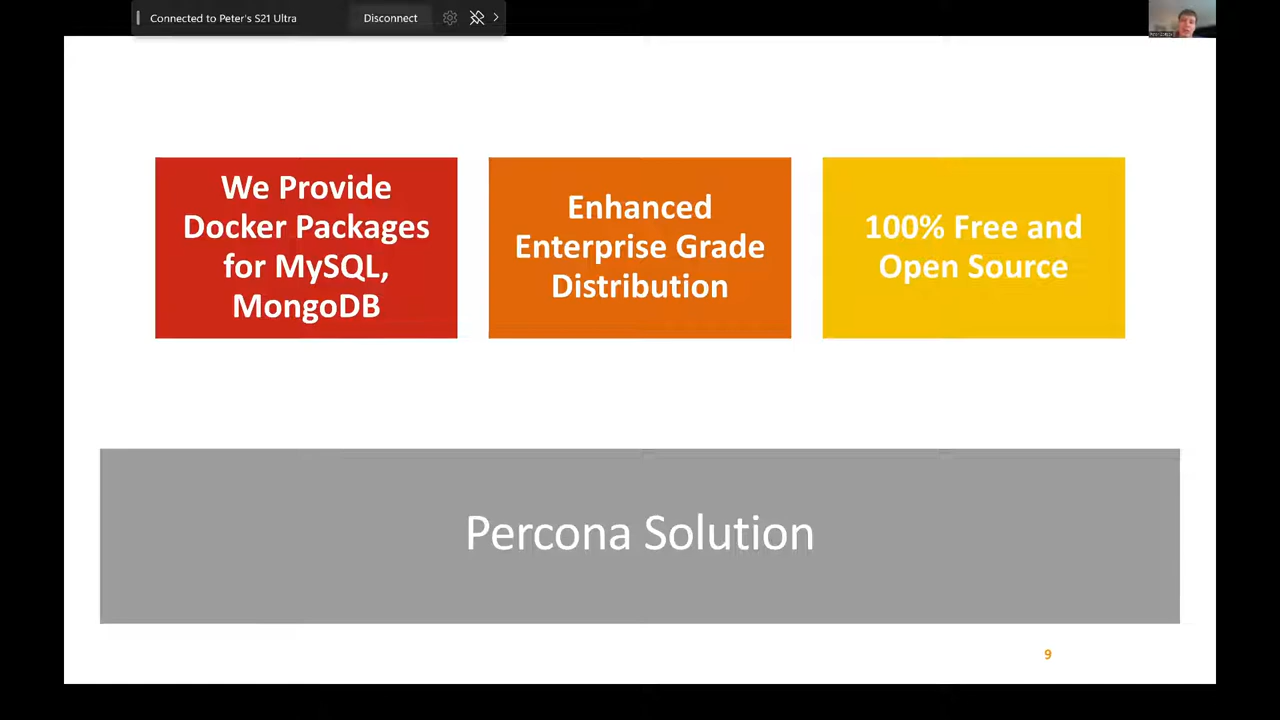 Connected to Peter's S21 Ultra
Disconnect
We Provide
Docker Packages
for MySQL,
MongoDB
Enhanced
Enterprise Grade
Distribution
100% Free and
Open Source
Percona Solution
9